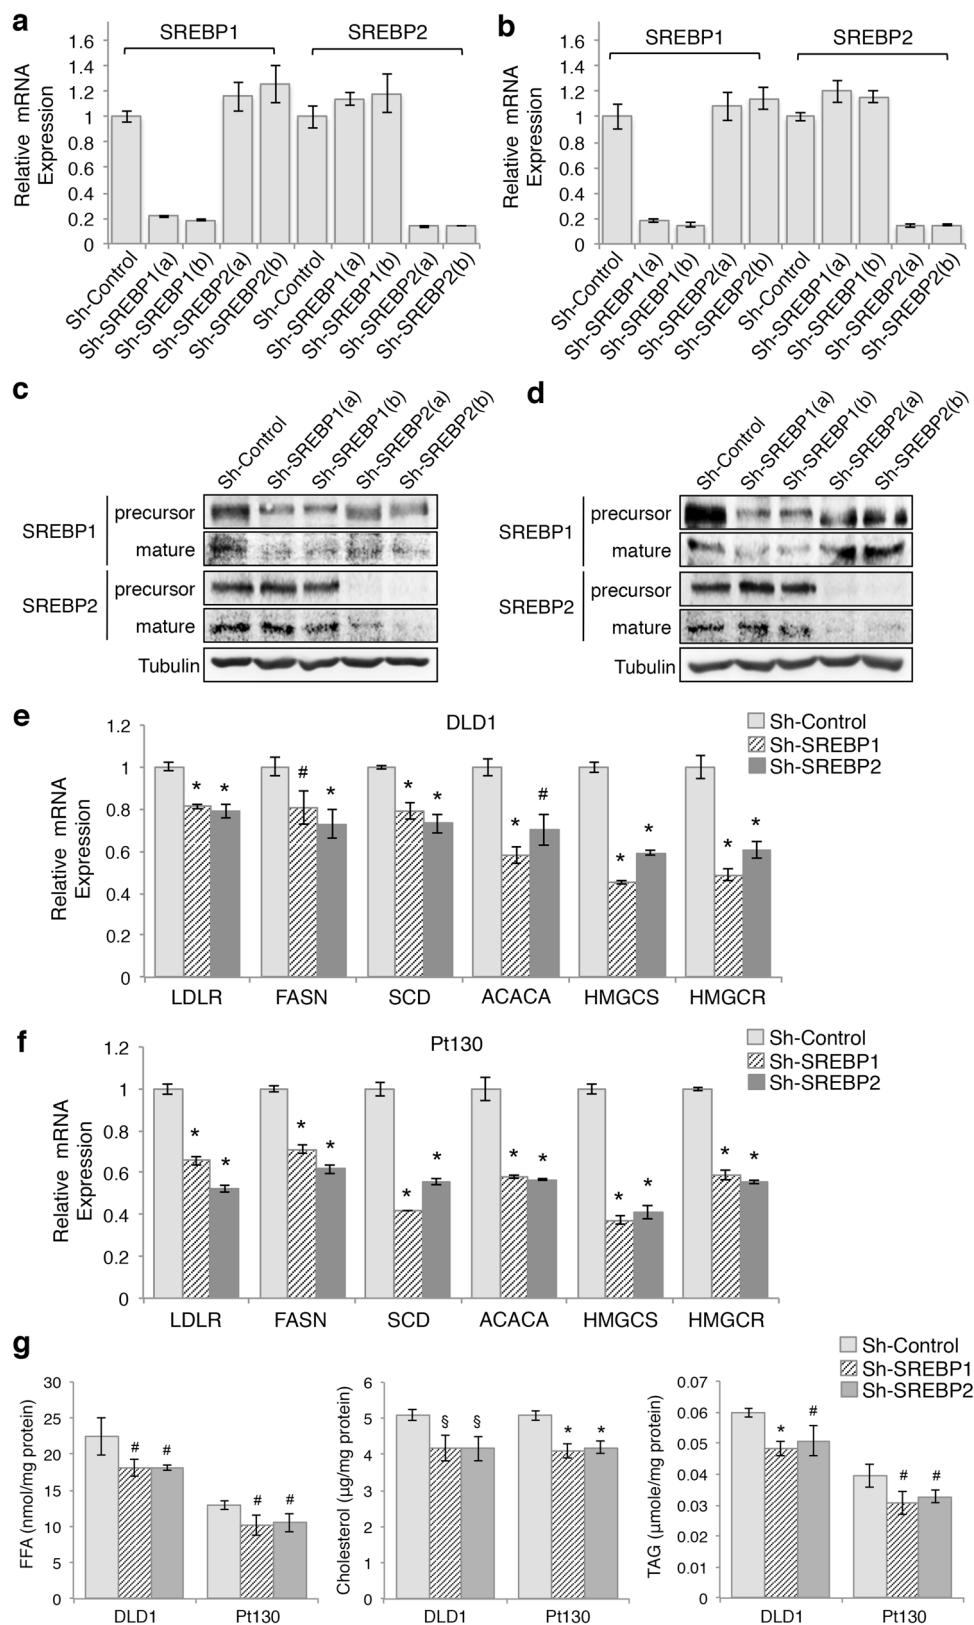 a
SREBP1
SREBP2
Relative mRNA
Expression
1.6
1.4
1.2
1
0.8
0.6
0.4
0.2
0
Sh-Control
Sh-SREBP1(a)
Sh-SREBP1(b)
Sh-SREBP2(a)
Sh-SREBP2(b)
Sh-Control
Sh-SREBP1(a)
Sh-SREBP1(b)
Sh-SREBP2(a)
Sh-SREBP2(b)
b
SREBP1
SREBP2
Relative mRNA
Expression
1.6
1.4
1.2
1
0.8
0.6
0.4
0.2
0
Sh-Control
Sh-SREBP1(a)
Sh-SREBP1(b)
Sh-SREBP2(a)
Sh-SREBP2(b)
Sh-Control
Sh-SREBP1(a)
Sh-SREBP1(b)
Sh-SREBP2(a)
Sh-SREBP2(b)
c
Sh-Control
Sh-SREBP1(a)
Sh-SREBP1(b)
Sh-SREBP2(a)
Sh-SREBP2(b)
SREBP1
precursor
mature
SREBP2
precursor
mature
Tubulin
d
Sh-Control
Sh-SREBP1(a)
Sh-SREBP1(b)
Sh-SREBP2(a)
Sh-SREBP2(b)
SREBP1
precursor
mature
SREBP2
precursor
mature
Tubulin
e
DLD1
Sh-Control
Sh-SREBP1
Sh-SREBP2
Relative mRNA
Expression
1.2
1
0.8
0.6
0.4
0.2
0
* * # * * * * # * * * *
LDLR FASN SCD ACACA HMGCS HMGCR
f
Pt130
Sh-Control
Sh-SREBP1
Sh-SREBP2
Relative mRNA
Expression
1.2
1
0.8
0.6
0.4
0.2
0
* * * * * * * * * * * *
LDLR FASN SCD ACACA HMGCS HMGCR
g
Sh-Control
Sh-SREBP1
Sh-SREBP2
FFA (nmol/mg protein)
30
25
20
15
10
5
0
# # # #
DLD1 Pt130
Cholesterol (µg/mg protein)
6
5
4
3
2
1
0
§ § * *
DLD1 Pt130
TAG (µmole/mg protein)
0.07
0.06
0.05
0.04
0.03
0.02
0.01
0
* # # #
DLD1 Pt130